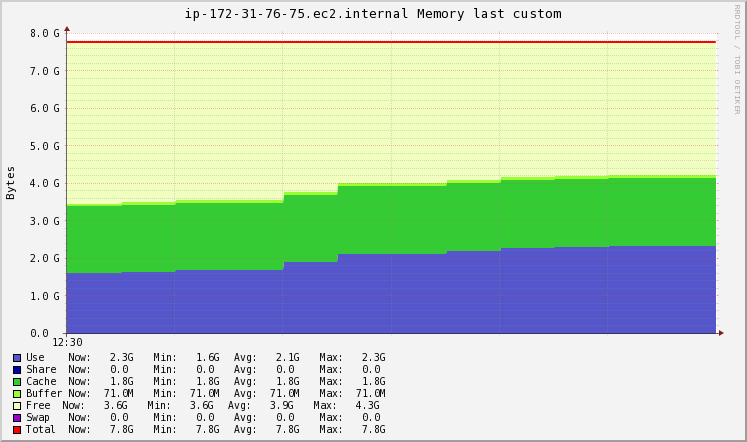 ip-172-31-76-75.ec2.internal Memory last custom
RRDTOOL / TOBI OETIKER
Bytes
8.0 G
7.0 G
6.0 G
5.0 G
4.0 G
3.0 G
2.0 G
1.0 G
0.0
12:30
Use Now: 2.3G Min: 1.6G Avg: 2.1G Max: 2.3G
Share Now: 0.0 Min: 0.0 Avg: 0.0 Max: 0.0
Cache Now: 1.8G Min: 1.8G Avg: 1.8G Max: 1.8G
Buffer Now: 71.0M Min: 71.0M Avg: 71.0M Max: 71.0M
Free Now: 3.6G Min: 3.6G Avg: 3.9G Max: 4.3G
Swap Now: 0.0 Min: 0.0 Avg: 0.0 Max: 0.0
Total Now: 7.8G Min: 7.8G Avg: 7.8G Max: 7.8G